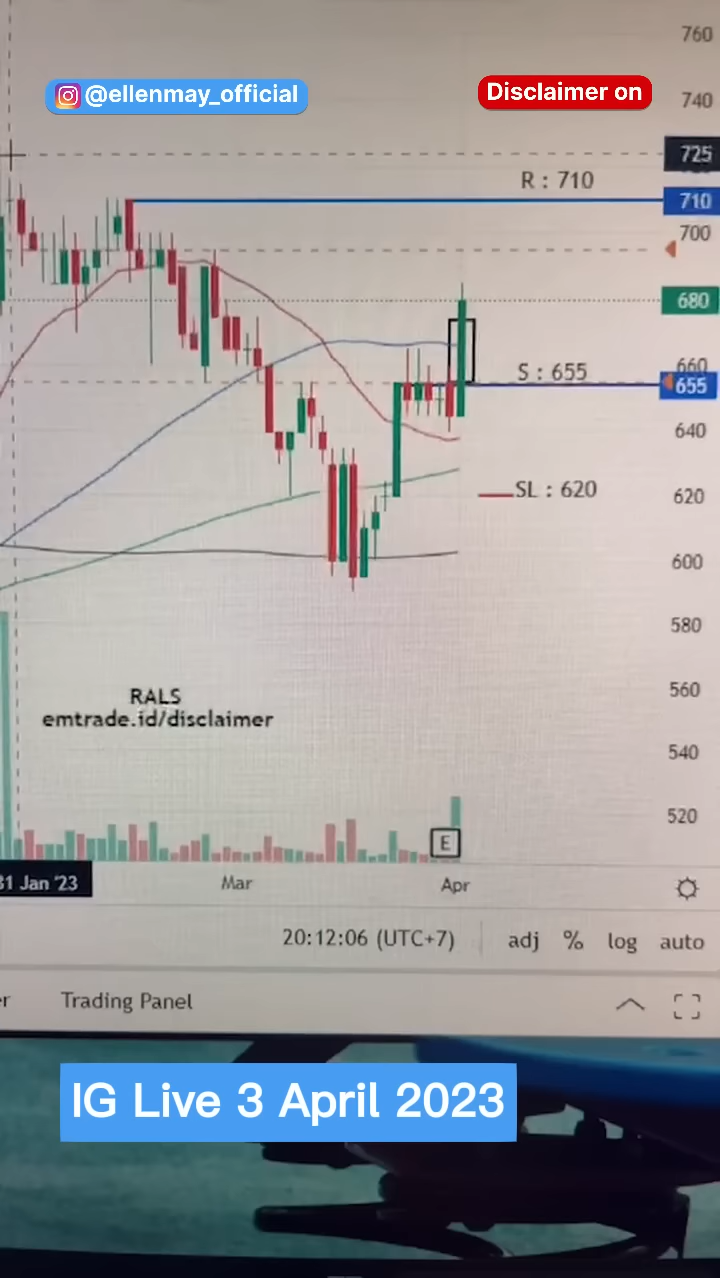 760
@ellenmay_official
Disclaimer on
740
725
R : 710
710
700
680
660
S : 655
655
640
SL : 620
620
600
580
560
RALS
emtrade.id/disclaimer
540
520
E
31 Jan '23
Mar
Apr
20:12:06 (UTC+7)
adj % log auto
Trading Panel
IG Live 3 April 2023